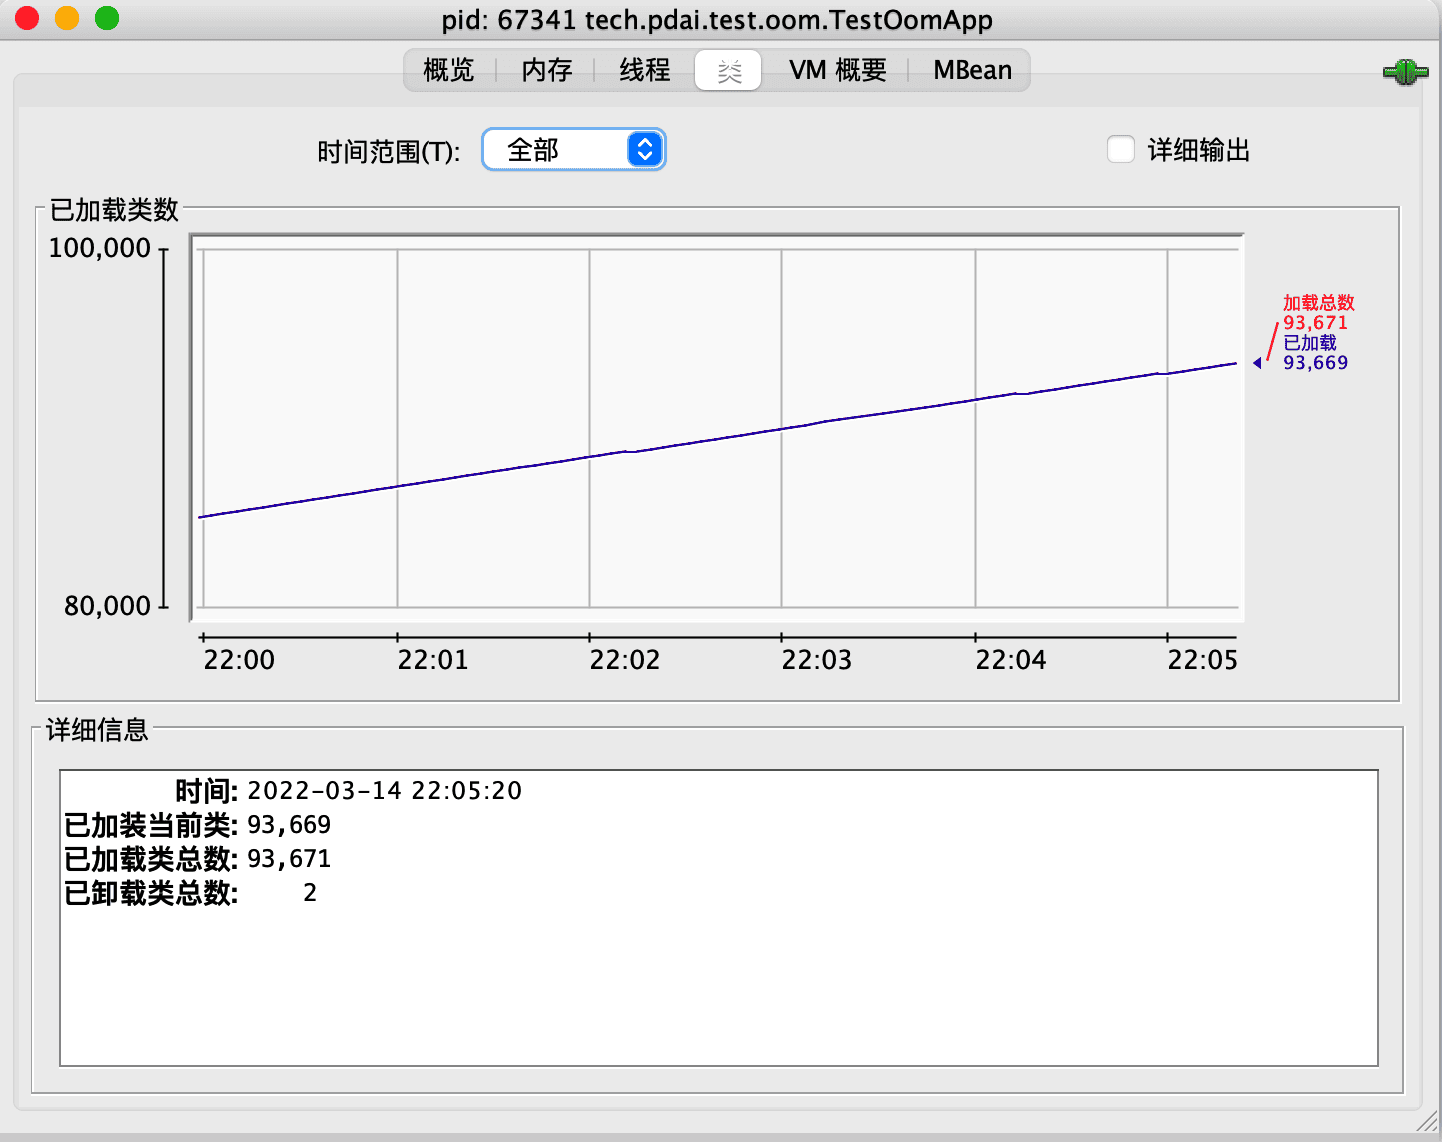 pid: 67341 tech.pdai.test.oom.TestOomApp
概览 内存 线程 类 VM 概要 MBean
时间范围(T): 全部 详细输出
已加载类数
100,000
加载总数
93,671
已加载
93,669
80,000
22:00 22:01 22:02 22:03 22:04 22:05
详细信息
时间: 2022-03-14 22:05:20
已加装当前类: 93,669
已加载类总数: 93,671
已卸载类总数: 2